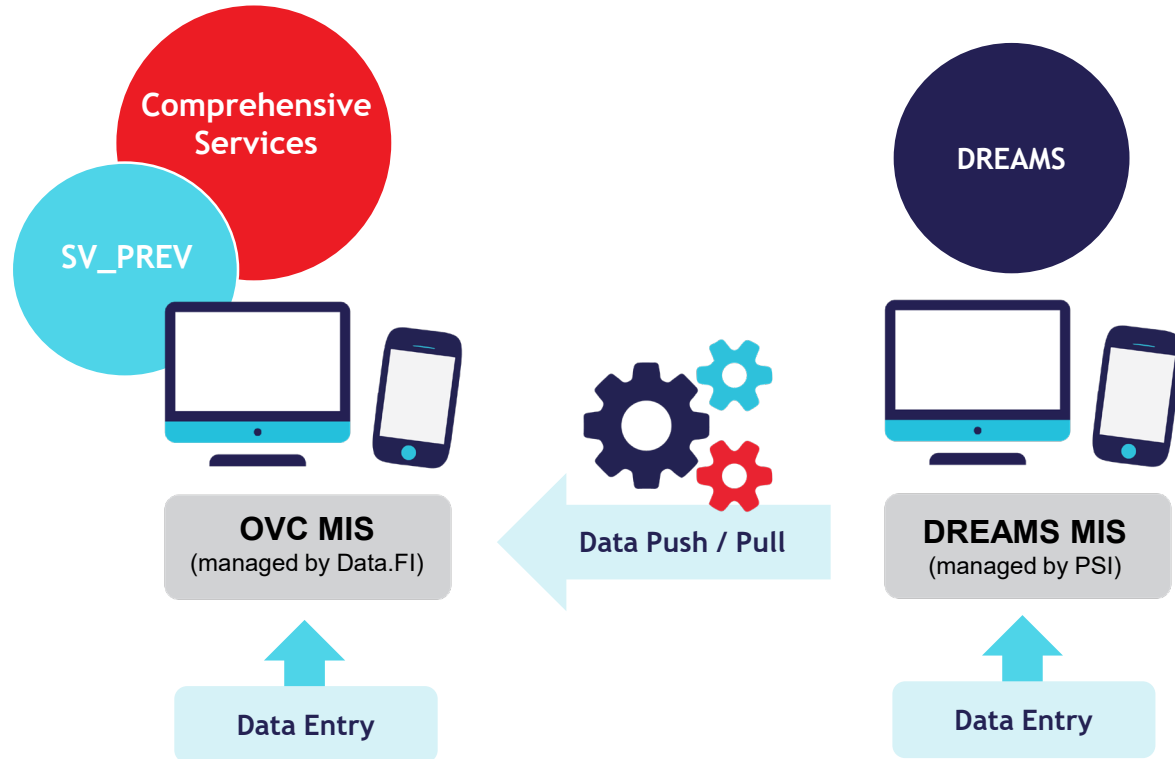 Comprehensive
Services
SV_PREV
DREAMS
OVC MIS
(managed by Data.FI)
Data Push / Pull
DREAMS MIS
(managed by PSI)
Data Entry
Data Entry